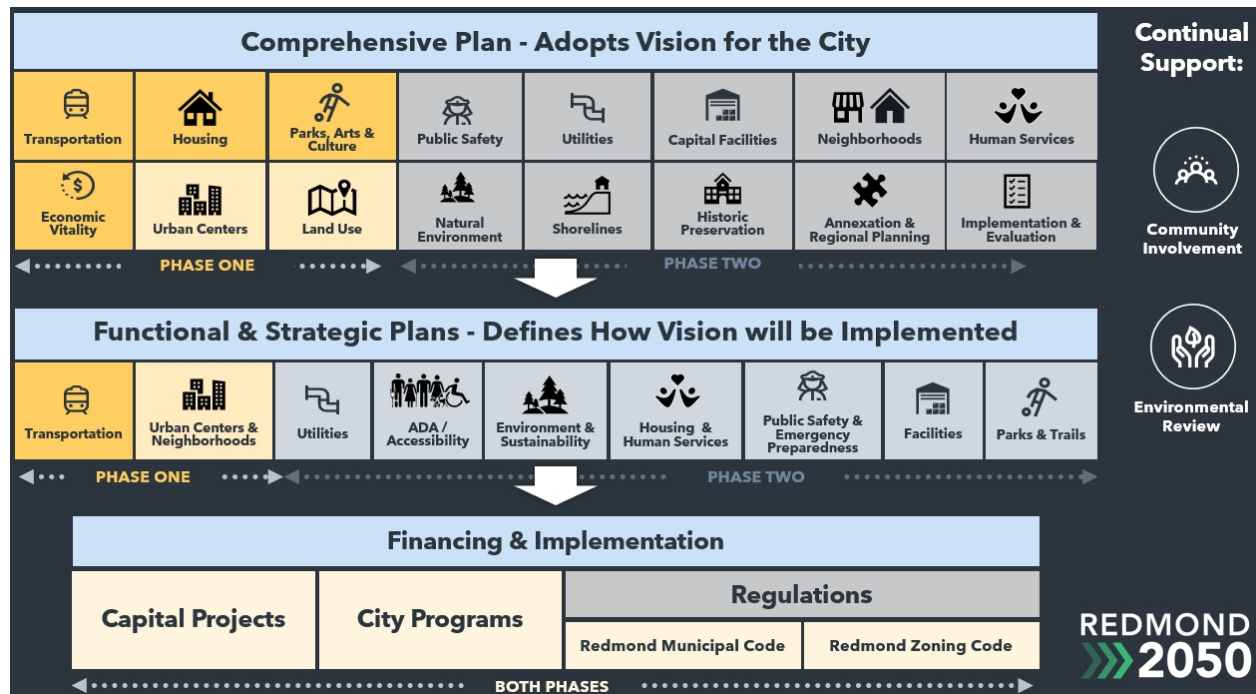 Comprehensive Plan - Adopts Vision for the City
Continual
Support:
Transportation
Housing
Parks, Arts &
Culture
Public Safety
Utilities
Capital Facilities
Neighborhoods
Human Services
Economic
Vitality
Urban Centers
Land Use
Natural
Environment
Shorelines
Historic
Preservation
Annexation &
Regional Planning
Implementation &
Evaluation
PHASE ONE
PHASE TWO
Community
Involvement
Functional & Strategic Plans - Defines How Vision will be Implemented
Transportation
Urban Centers &
Neighborhoods
Utilities
ADA /
Accessibility
Environment &
Sustainability
Housing &
Human Services
Public Safety &
Emergency
Preparedness
Facilities
Parks & Trails
Environmental
Review
PHASE ONE
PHASE TWO
Financing & Implementation
Capital Projects
City Programs
Regulations
Redmond Municipal Code
Redmond Zoning Code
BOTH PHASES
REDMOND
2050